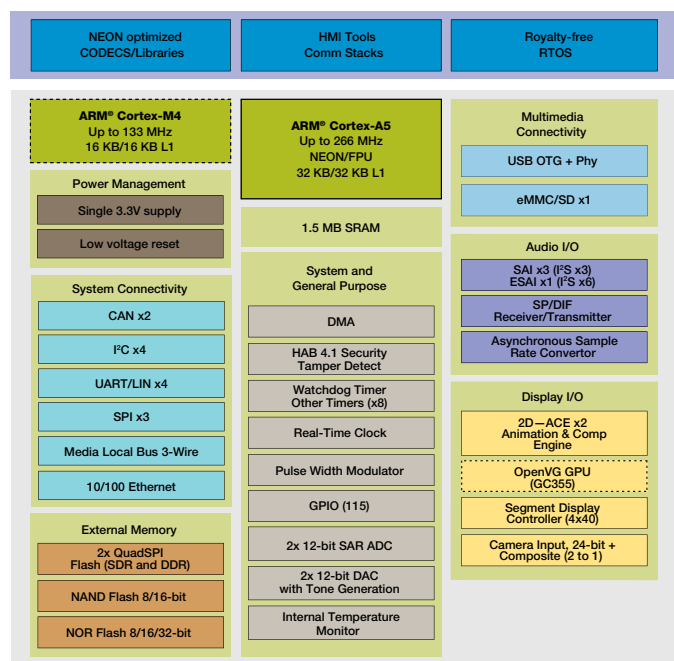 NEON optimized
CODECS/Libraries
HMI Tools
Comm Stacks
Royalty-free
RTOS
ARM® Cortex-M4
Up to 133 MHz
16 KB/16 KB L1
Power Management
Single 3.3V supply
Low voltage reset
System Connectivity
CAN x2
I²C x4
UART/LIN x4
SPI x3
Media Local Bus 3-Wire
10/100 Ethernet
External Memory
2x QuadSPI
Flash (SDR and DDR)
NAND Flash 8/16-bit
NOR Flash 8/16/32-bit
ARM® Cortex-A5
Up to 266 MHz
NEON/FPU
32 KB/32 KB L1
1.5 MB SRAM
System and
General Purpose
DMA
HAB 4.1 Security
Tamper Detect
Watchdog Timer
Other Timers (x8)
Real-Time Clock
Pulse Width Modulator
GPIO (115)
2x 12-bit SAR ADC
2x 12-bit DAC
with Tone Generation
Internal Temperature
Monitor
Multimedia
Connectivity
USB OTG + Phy
eMMC/SD x1
Audio I/O
SAI x3 (I²S x3)
ESAI x1 (I²S x6)
SP/DIF
Receiver/Transmitter
Asynchronous Sample
Rate Convertor
Display I/O
2D—ACE x2
Animation & Comp
Engine
OpenVG GPU
(GC355)
Segment Display
Controller (4x40)
Camera Input, 24-bit +
Composite (2 to 1)